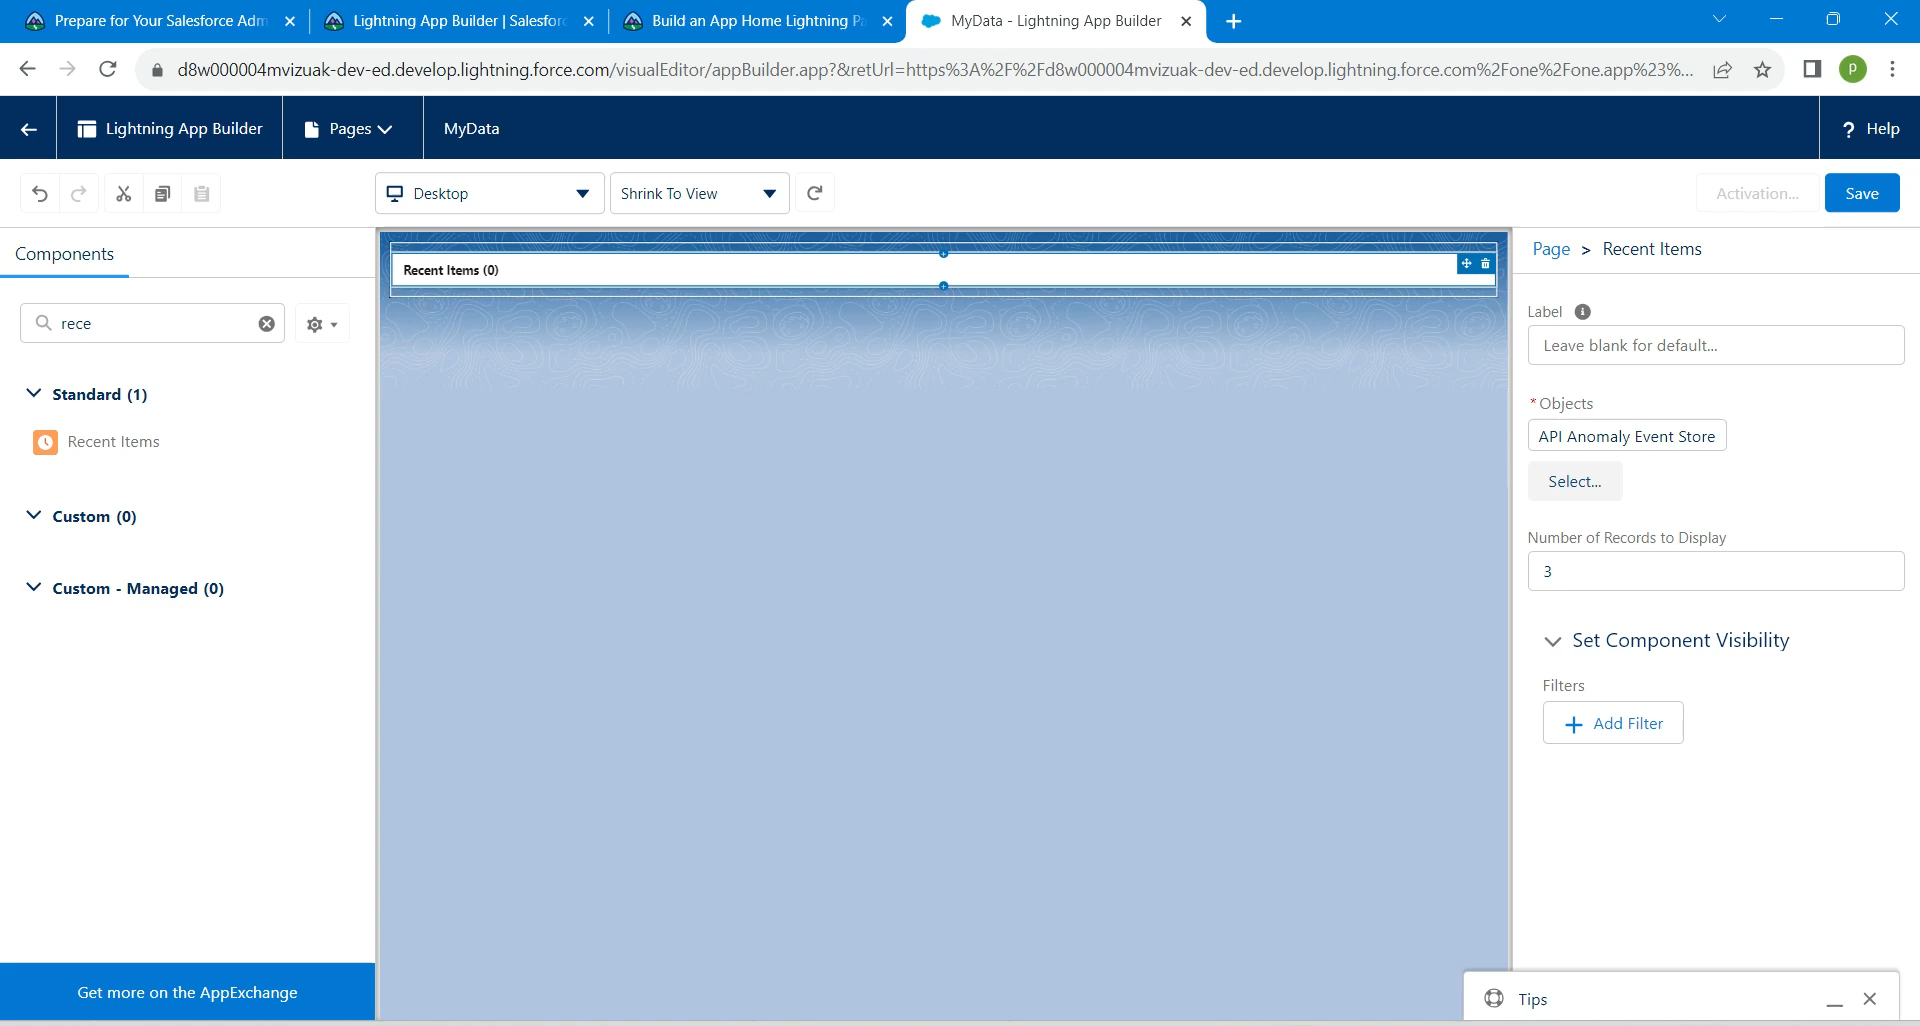 Prepare for Your Salesforce Adm
Lightning App Builder | Salesforc
Build an App Home Lightning Pa
MyData - Lightning App Builder
d8w000004mvizuak-dev-ed.develop.lightning.force.com/visualEditor/appBuilder.app?&retUrl=https%3A%2F%2Fd8w000004mvizuak-dev-ed.develop.lightning.force.com%2Fone%2Fone.app%23%...
P
Lightning App Builder
Pages
MyData
? Help
Desktop
Shrink To View
Activation...
Save
Components
rece
Standard (1)
Recent Items
Custom (0)
Custom - Managed (0)
Get more on the AppExchange
Recent Items (0)
Page > Recent Items
Label
Leave blank for default...
* Objects
API Anomaly Event Store
Select...
Number of Records to Display
3
Set Component Visibility
Filters
+ Add Filter
Tips